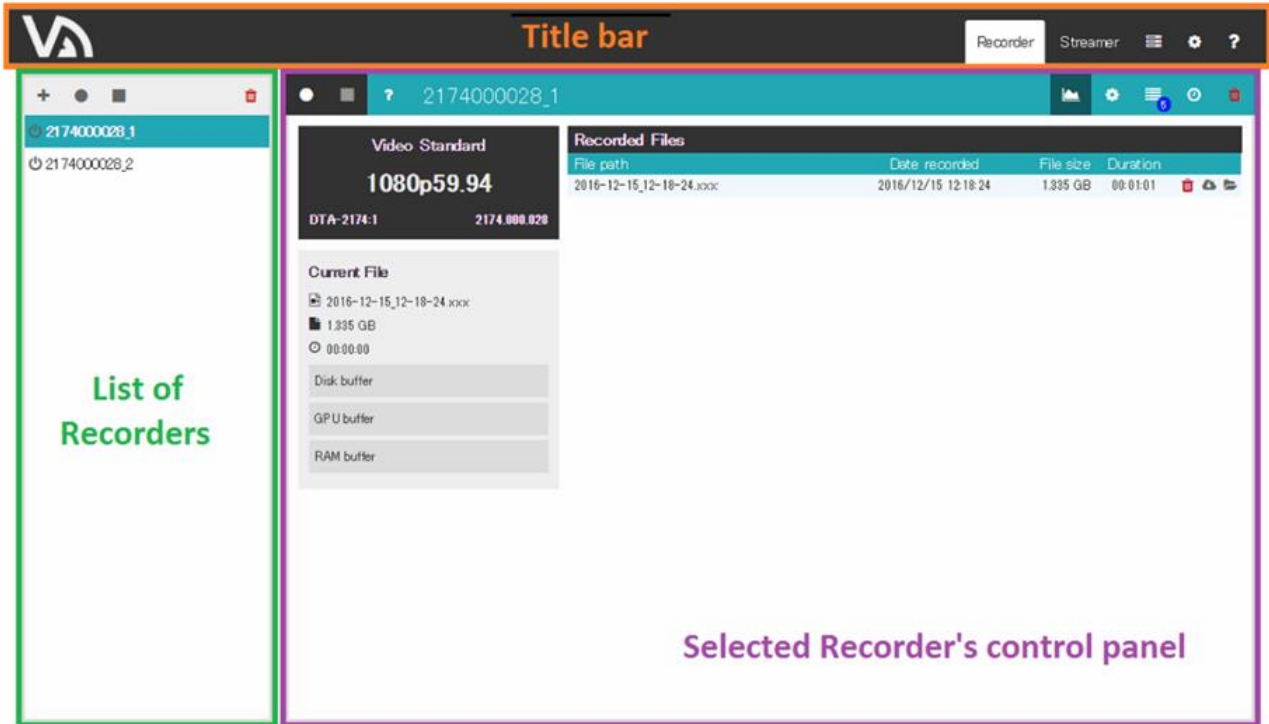 VA
Title bar
Recorder Streamer ?
2174000028_1
2174000028_2
List of
Recorders
? 2174000028_1
5
Video Standard
1080p59.94
DTA-2174:1 2174.000.028
Current File
2016-12-15_12-18-24.xxx
1.335 GB
00:00:00
Disk buffer
GPU buffer
RAM buffer
Recorded Files
File path Date recorded File size Duration
2016-12-15_12-18-24.xxx 2016/12/15 12:18:24 1.335 GB 00:01:01
Selected Recorder's control panel